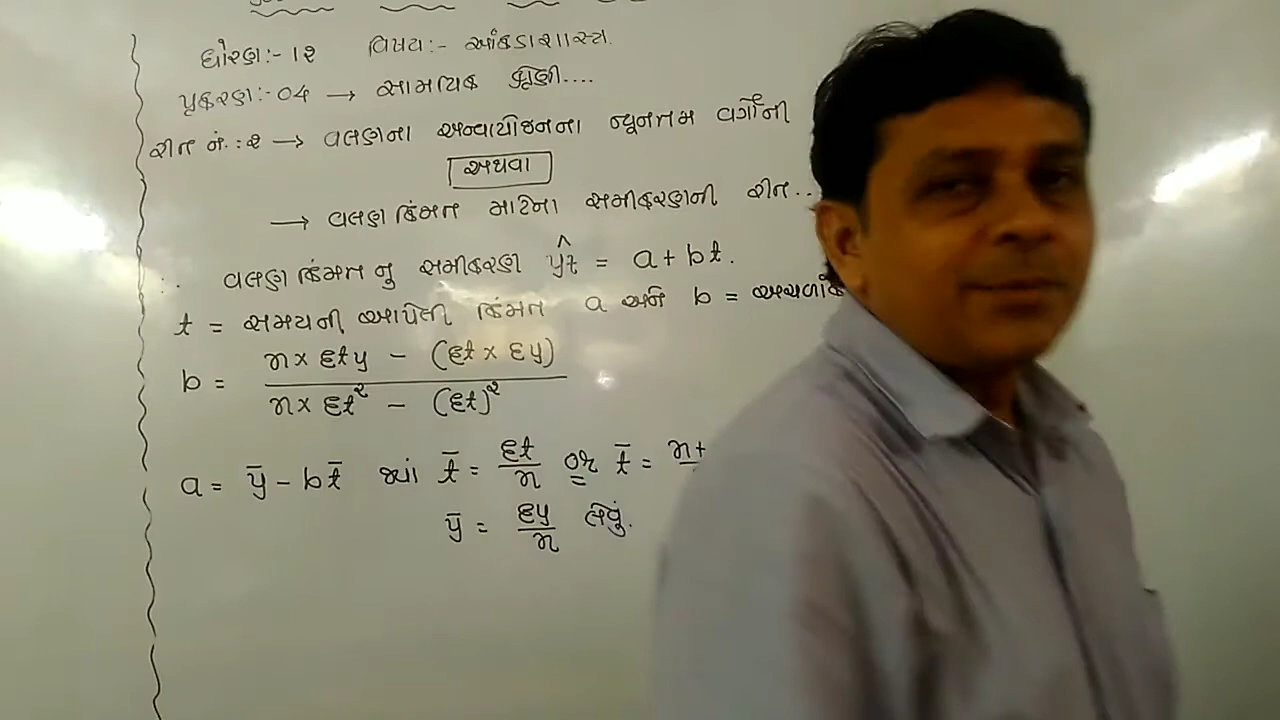 ધોરણ:- ૧૨ વિષય:- આંકડાશાસ્ત્ર.
પ્રકરણ:- 04 → સામયિક શ્રેણી....
રીત નં.:૨ → વલણના અન્વાયોજનના ન્યૂનતમ વર્ગોની
અથવા
→ વલણ કિંમત માટેના સમીકરણની રીત..
∴ વલણ કિંમત નુ સમીકરણ ŷt = a + bt.
t = સમયની આપેલી કિંમત a અને b = અચળાંક
b = n × Σty - (Σt × Σy) / n × Σt² - (Σt)²
a = ȳ - bt̄ જ્યાં t̄ = Σt/n or t̄ = n+
ȳ = Σy/n લેવું.